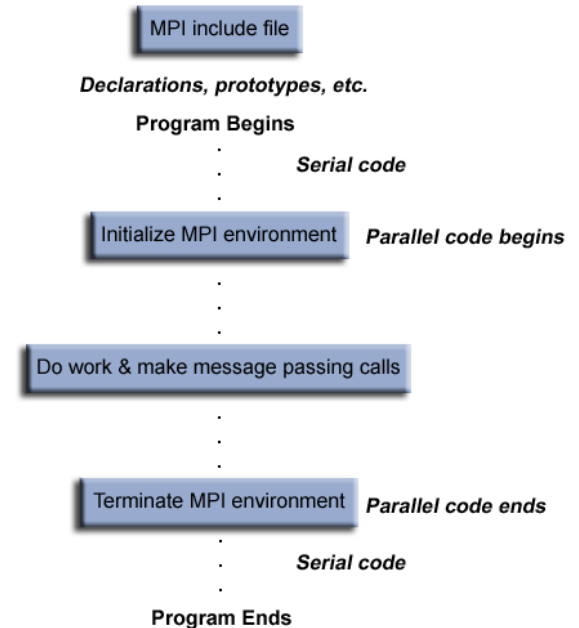 MPI include file
Declarations, prototypes, etc.
Program Begins
Serial code
Initialize MPI environment
Parallel code begins
Do work & make message passing calls
Terminate MPI environment
Parallel code ends
Serial code
Program Ends